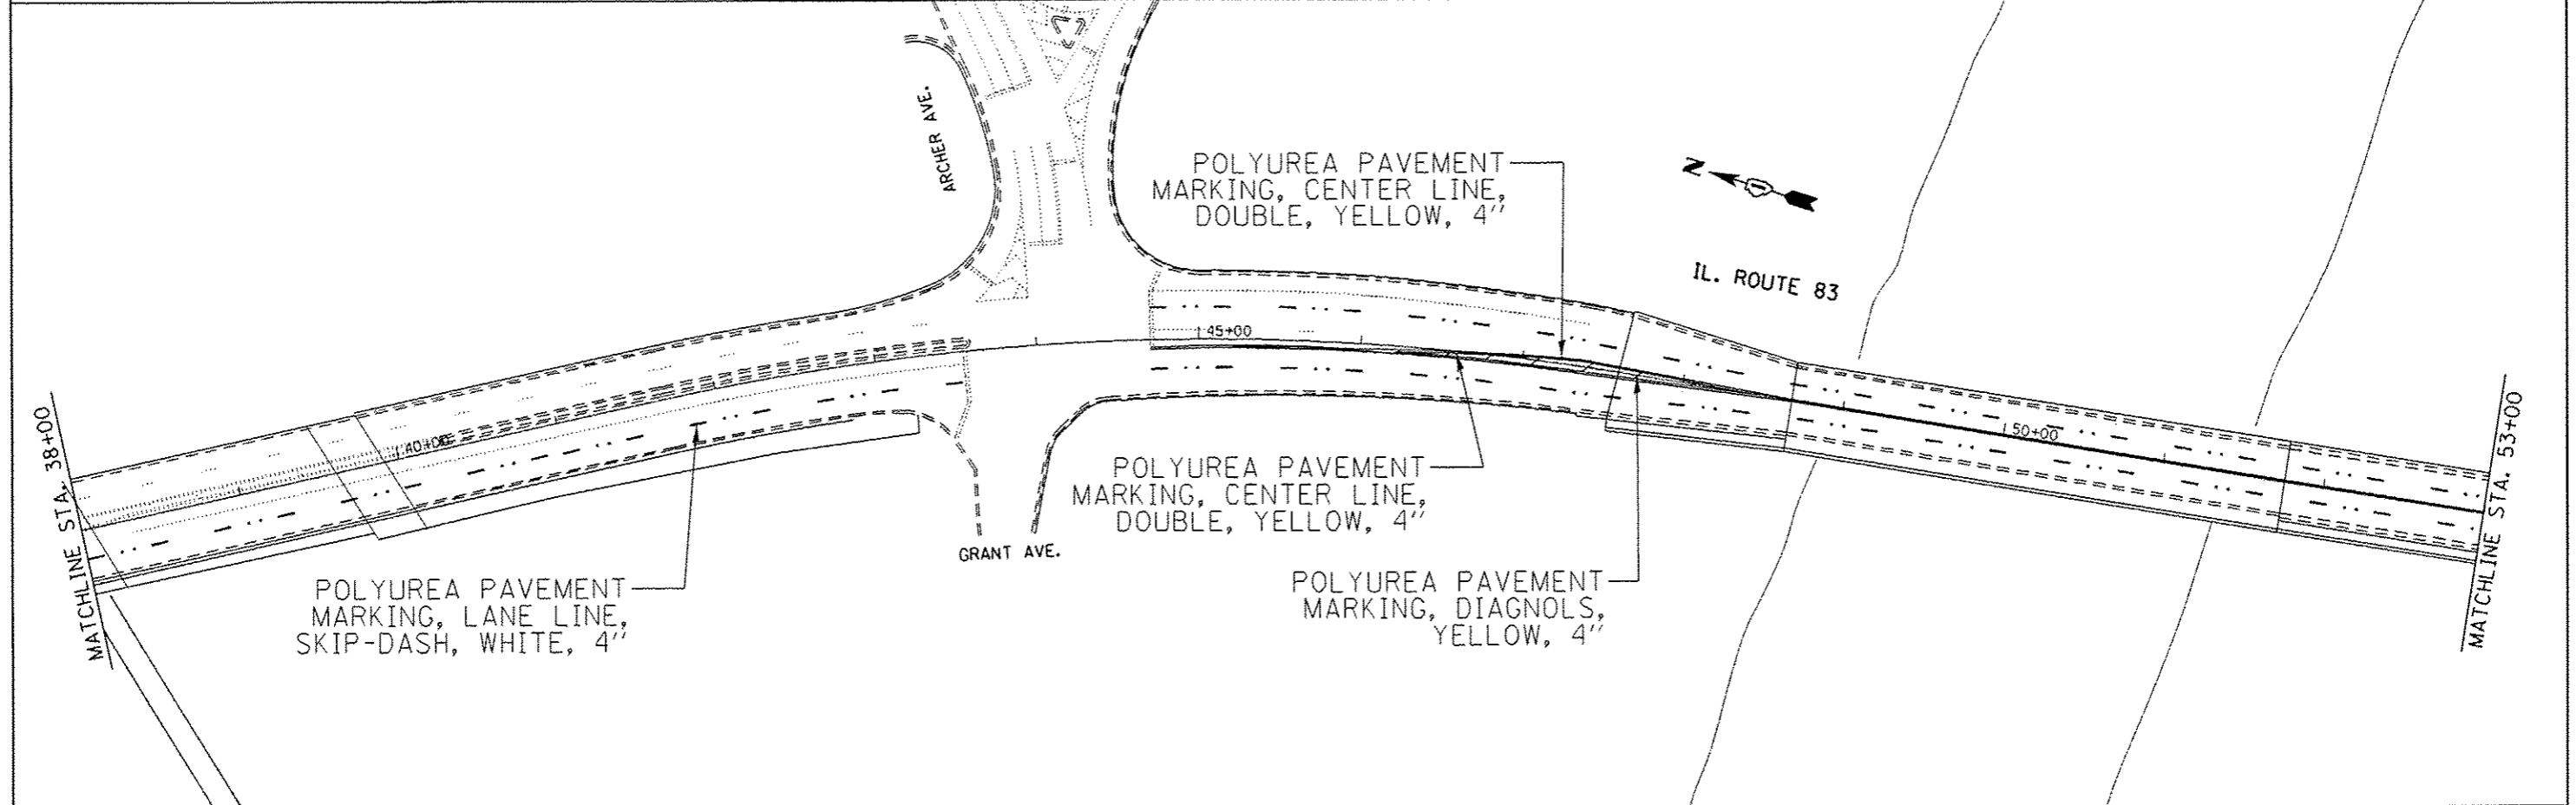 ARCHER AVE.
POLYUREA PAVEMENT
MARKING, CENTER LINE,
DOUBLE, YELLOW, 4"
N
IL. ROUTE 83
45+00
MATCHLINE STA. 38+00
40+00
50+00
MATCHLINE STA. 53+00
POLYUREA PAVEMENT
MARKING, CENTER LINE,
DOUBLE, YELLOW, 4"
GRANT AVE.
POLYUREA PAVEMENT
MARKING, LANE LINE,
SKIP-DASH, WHITE, 4"
POLYUREA PAVEMENT
MARKING, DIAGNOLS,
YELLOW, 4"